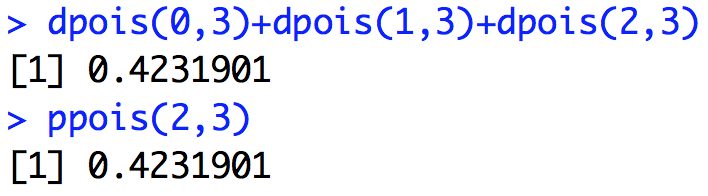 > dpois(0,3)+dpois(1,3)+dpois(2,3)
[1] 0.4231901
> ppois(2,3)
[1] 0.4231901